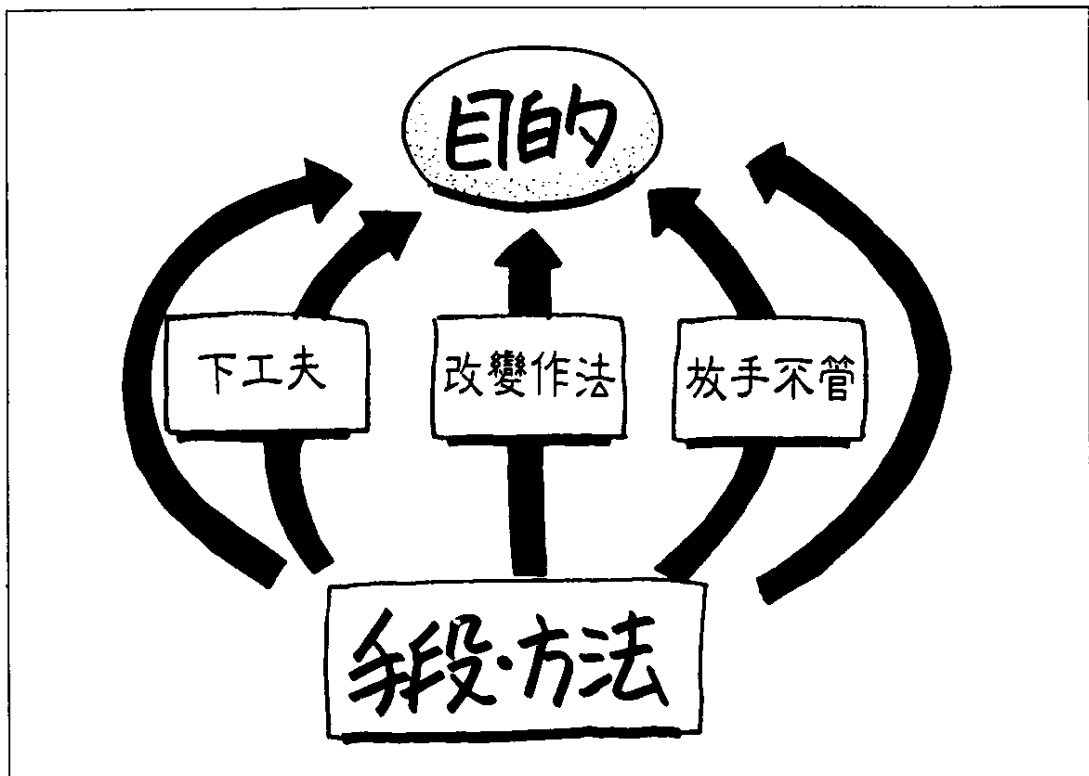 目的
下工夫
改變作法
放手不管
手段·方法